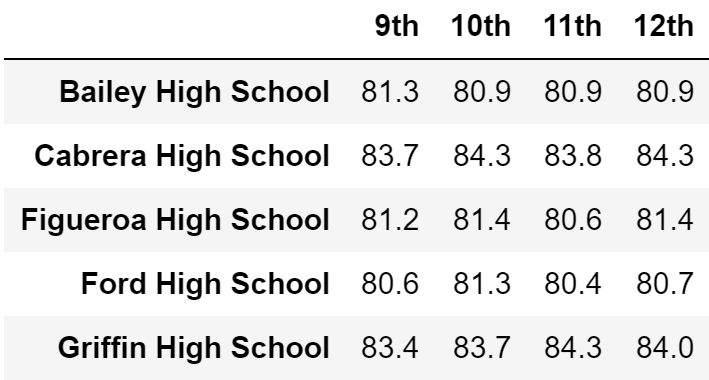 9th 10th 11th 12th
Bailey High School 81.3 80.9 80.9 80.9
Cabrera High School 83.7 84.3 83.8 84.3
Figueroa High School 81.2 81.4 80.6 81.4
Ford High School 80.6 81.3 80.4 80.7
Griffin High School 83.4 83.7 84.3 84.0